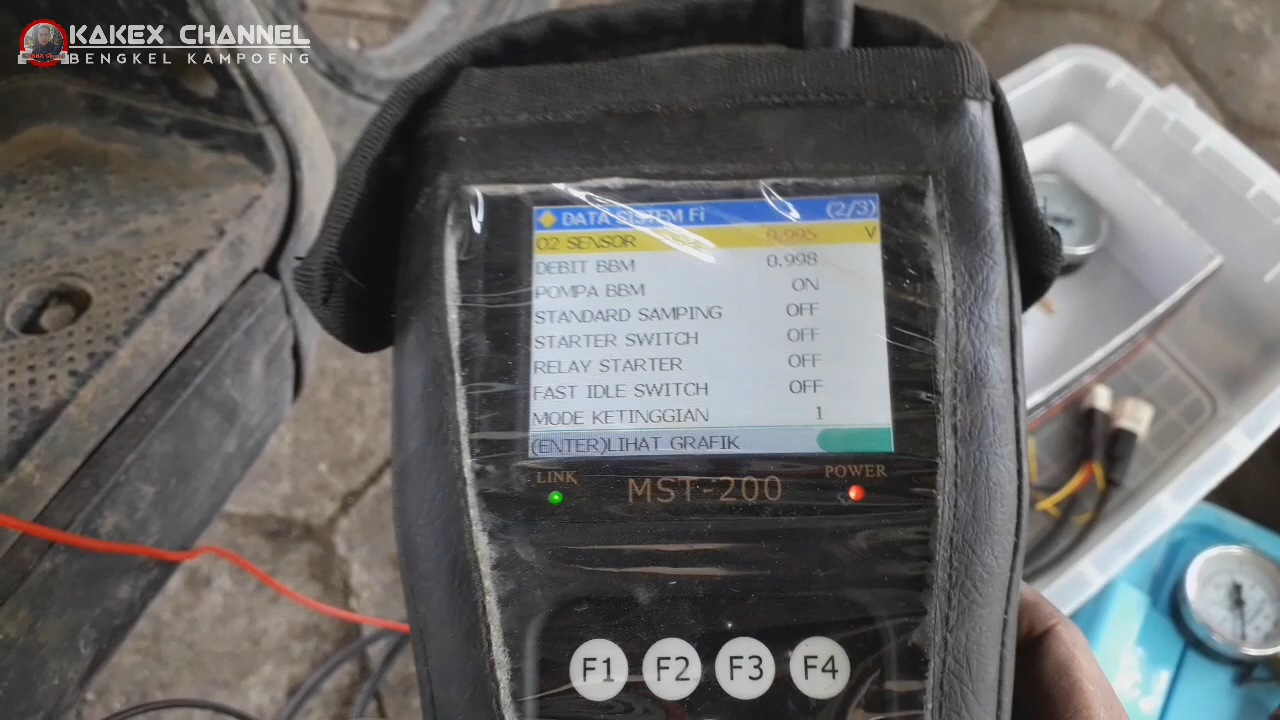 KAKEX CHANNEL
BENGKEL KAMPOENG
DATA SISTEM Fi (2/3)
O2 SENSOR 0.995 V
DEBIT BBM 0.998
POMPA BBM ON
STANDARD SAMPING OFF
STARTER SWITCH OFF
RELAY STARTER OFF
FAST IDLE SWITCH OFF
MODE KETINGGIAN 1
(ENTER)LIHAT GRAFIK
LINK MST-200 POWER
F1 F2 F3 F4